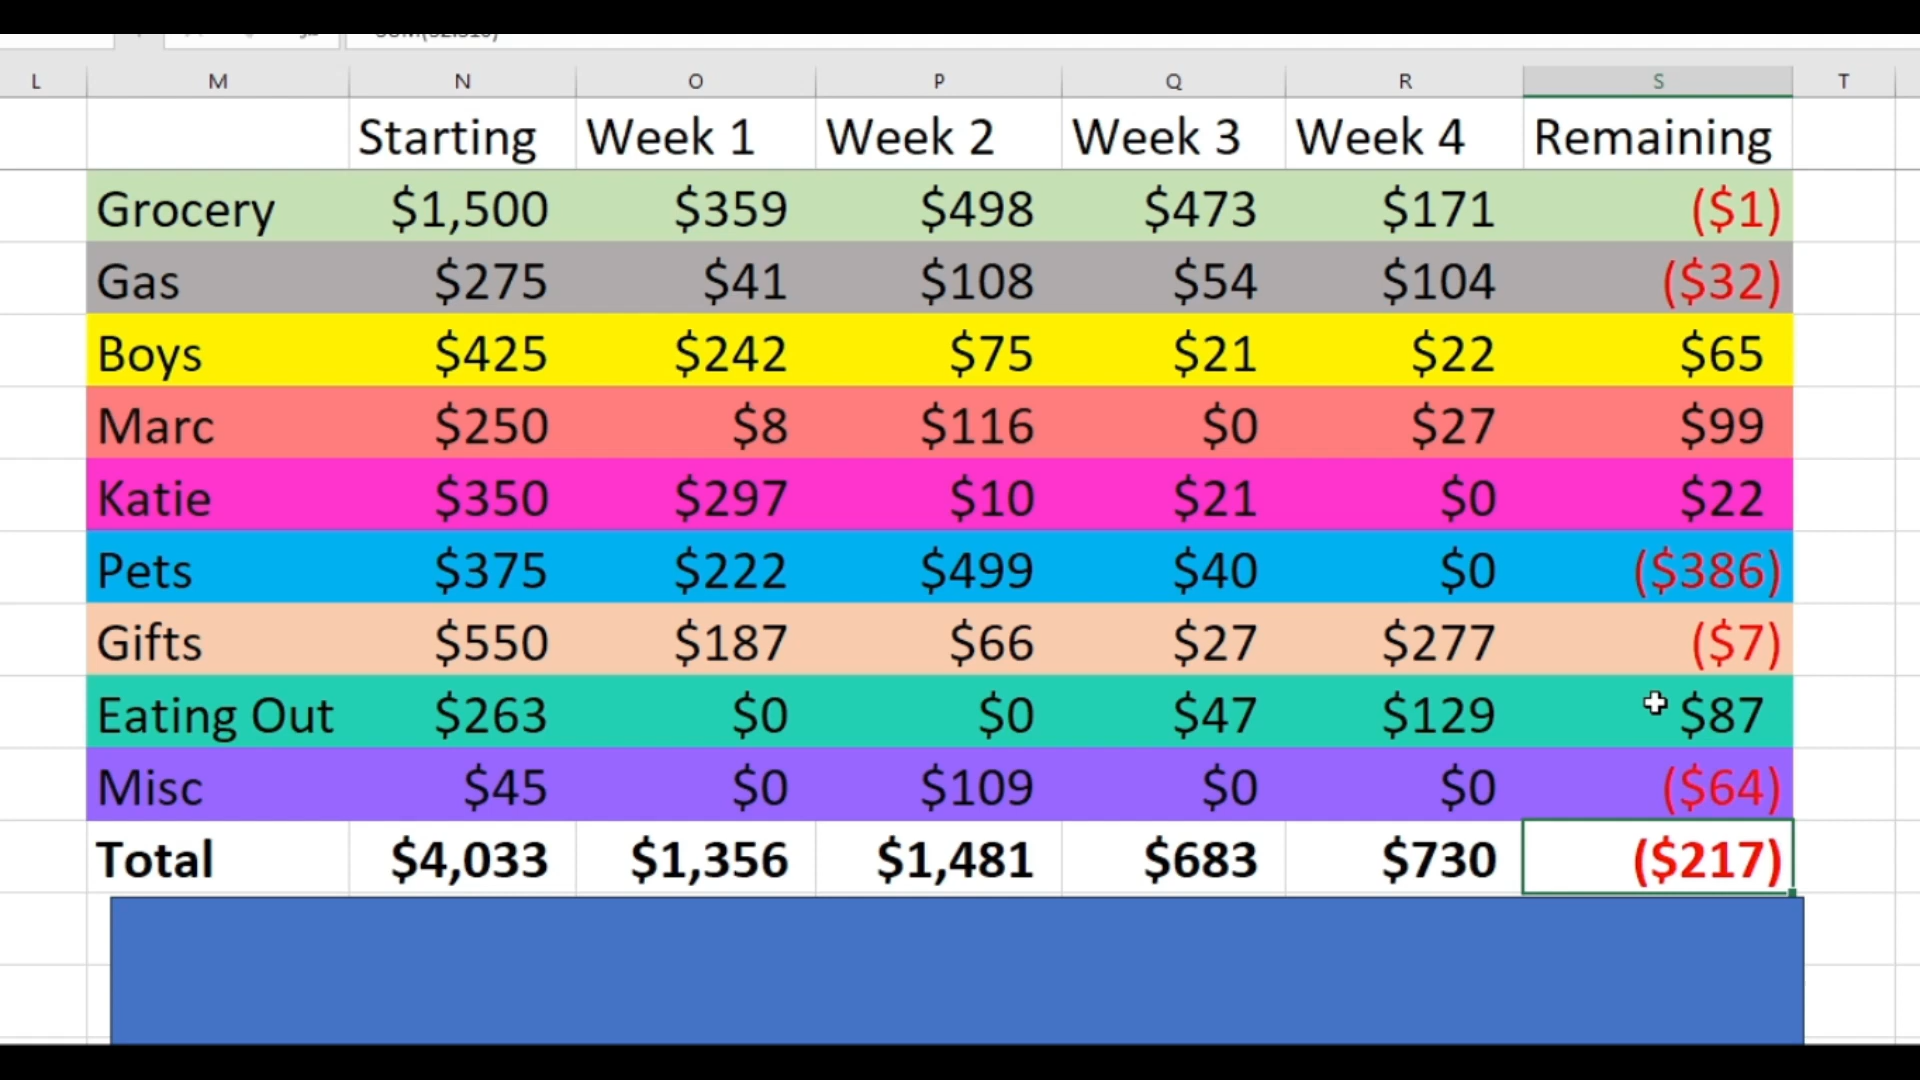 L M N O P Q R S T
Starting Week 1 Week 2 Week 3 Week 4 Remaining
Grocery $1,500 $359 $498 $473 $171 ($1)
Gas $275 $41 $108 $54 $104 ($32)
Boys $425 $242 $75 $21 $22 $65
Marc $250 $8 $116 $0 $27 $99
Katie $350 $297 $10 $21 $0 $22
Pets $375 $222 $499 $40 $0 ($386)
Gifts $550 $187 $66 $27 $277 ($7)
Eating Out $263 $0 $0 $47 $129 $87
Misc $45 $0 $109 $0 $0 ($64)
Total $4,033 $1,356 $1,481 $683 $730 ($217)